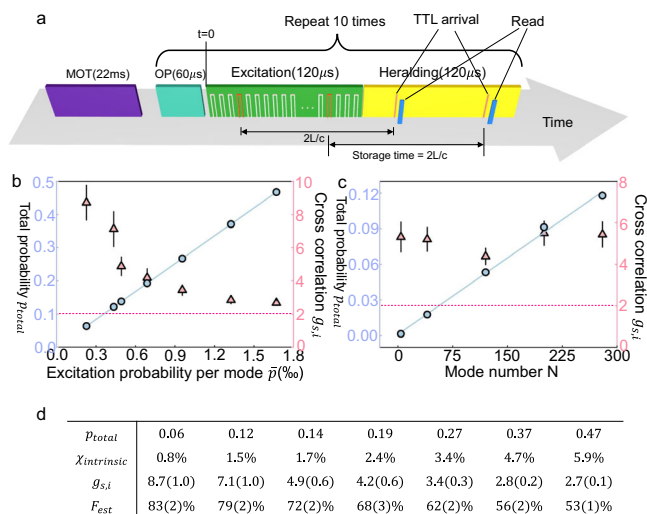 a
Repeat 10 times
TTL arrival
Read
t=0
MOT(22ms)
OP(60μs)
Excitation(120μs)
Heralding(120μs)
2L/c
Storage time = 2L/c
Time
b
Total probability p_total
0.5
0.4
0.3
0.2
0.1
0.0
0.0 0.3 0.6 0.9 1.2 1.5 1.8
Excitation probability per mode p̄(‰)
10
8
6
4
2
0
Cross correlation g_s,i
c
Total probability p_total
0.12
0.09
0.06
0.03
0.00
0 75 150 225 300
Mode number N
8
6
4
2
0
Cross correlation g_s,i
d
p_total 0.06 0.12 0.14 0.19 0.27 0.37 0.47
χ_intrinsic 0.8% 1.5% 1.7% 2.4% 3.4% 4.7% 5.9%
g_s,i 8.7(1.0) 7.1(1.0) 4.9(0.6) 4.2(0.6) 3.4(0.3) 2.8(0.2) 2.7(0.1)
F_est 83(2)% 79(2)% 72(2)% 68(3)% 62(2)% 56(2)% 53(1)%